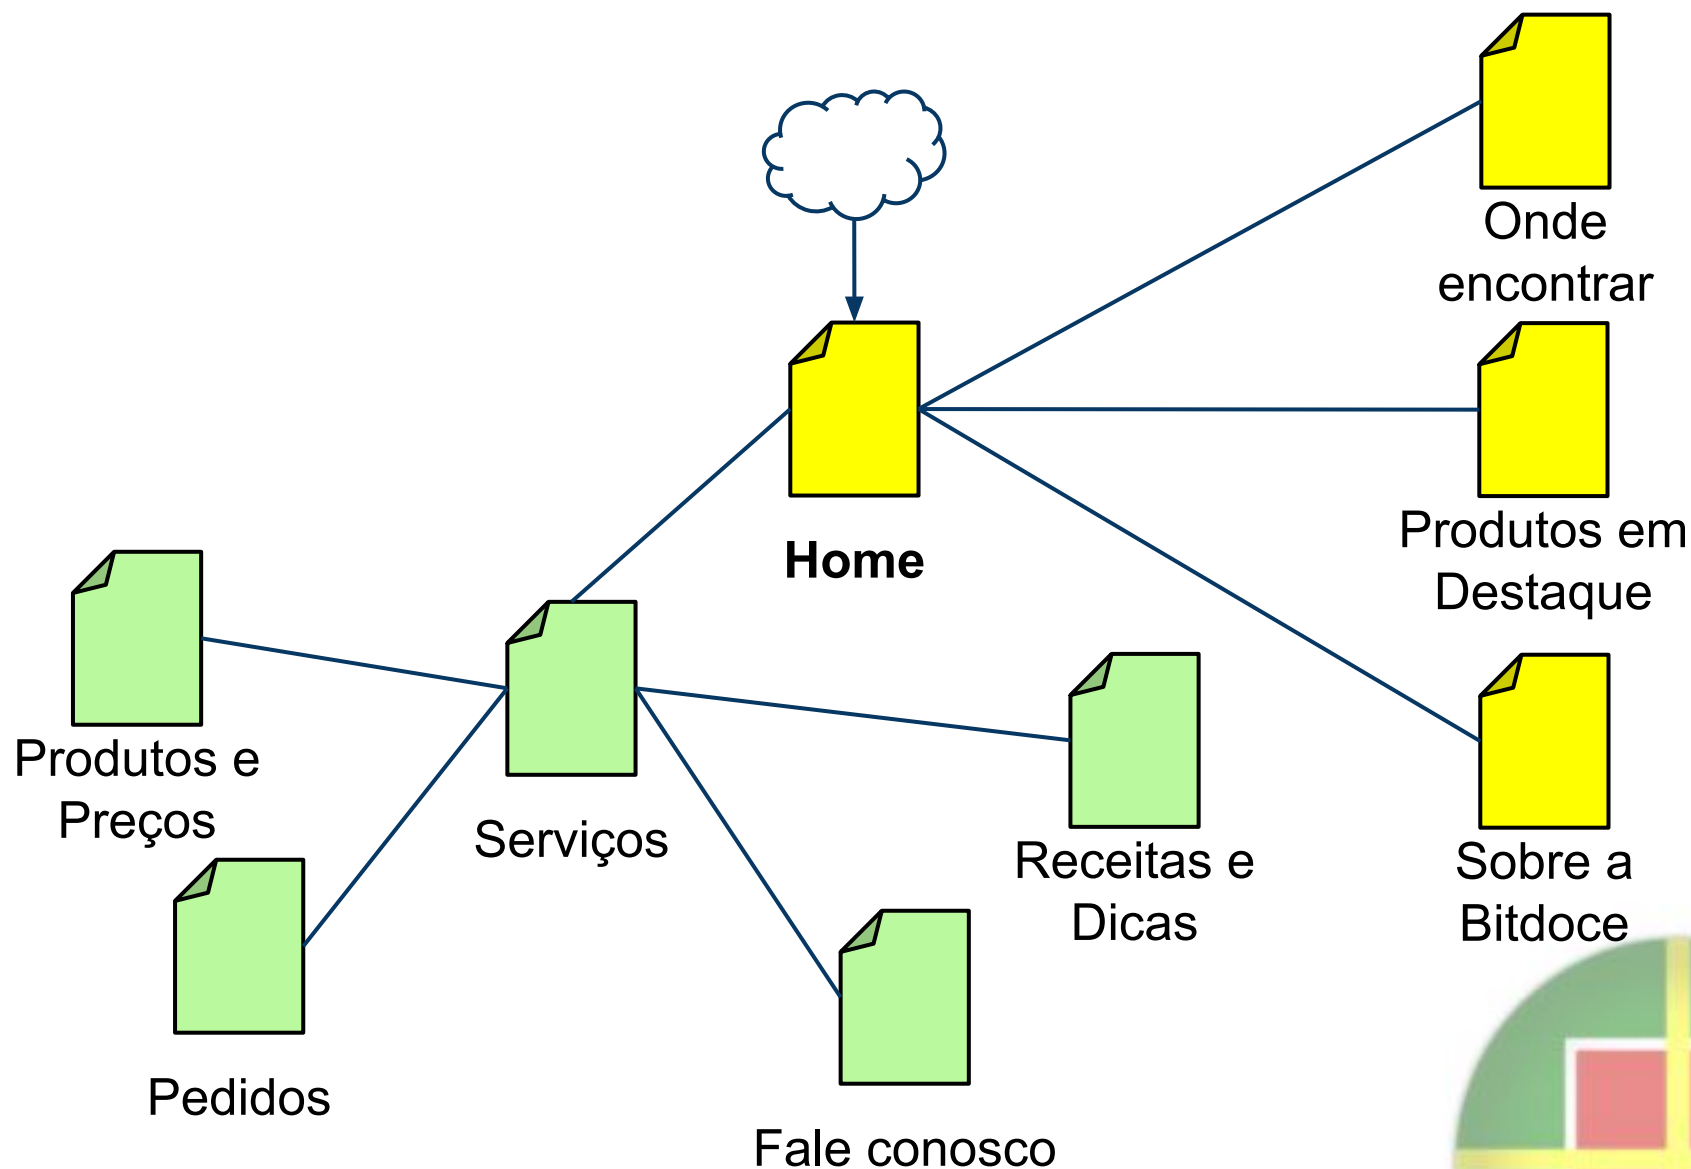 Onde
encontrar
Home
Produtos em
Destaque
Produtos e
Preços
Serviços
Receitas e
Dicas
Sobre a
Bitdoce
Pedidos
Fale conosco